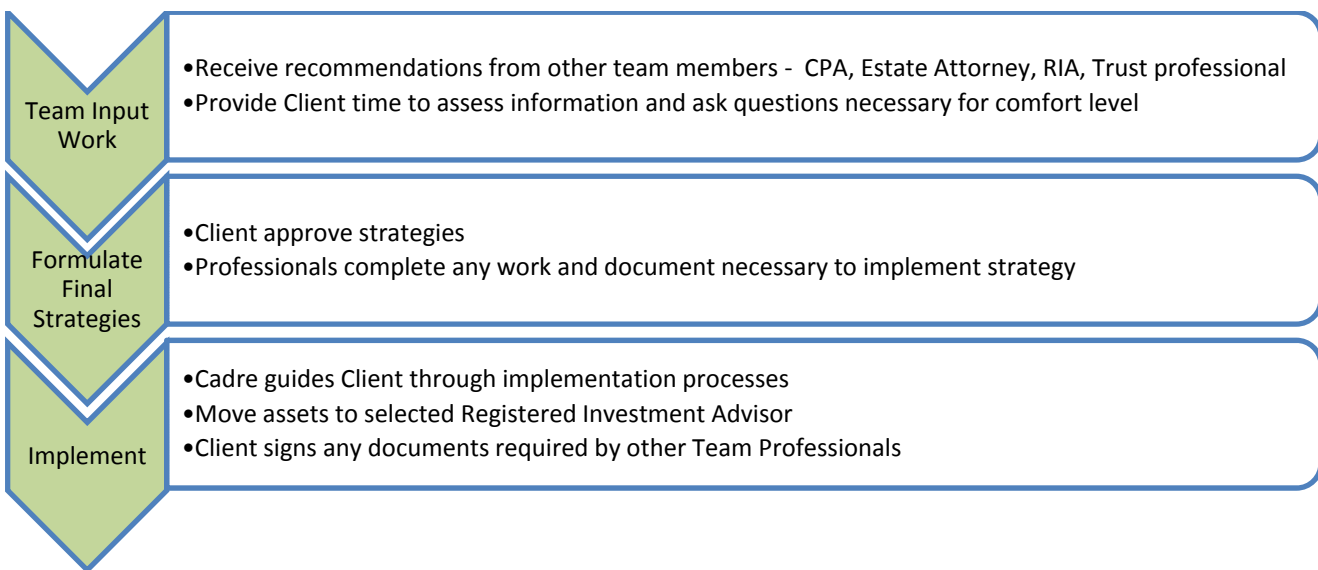 Team Input
Work
•Receive recommendations from other team members -  CPA, Estate Attorney, RIA, Trust professional
•Provide Client time to assess information and ask questions necessary for comfort level
Formulate
Final
Strategies
•Client approve strategies
•Professionals complete any work and document necessary to implement strategy
Implement
•Cadre guides Client through implementation processes
•Move assets to selected Registered Investment Advisor
•Client signs any documents required by other Team Professionals